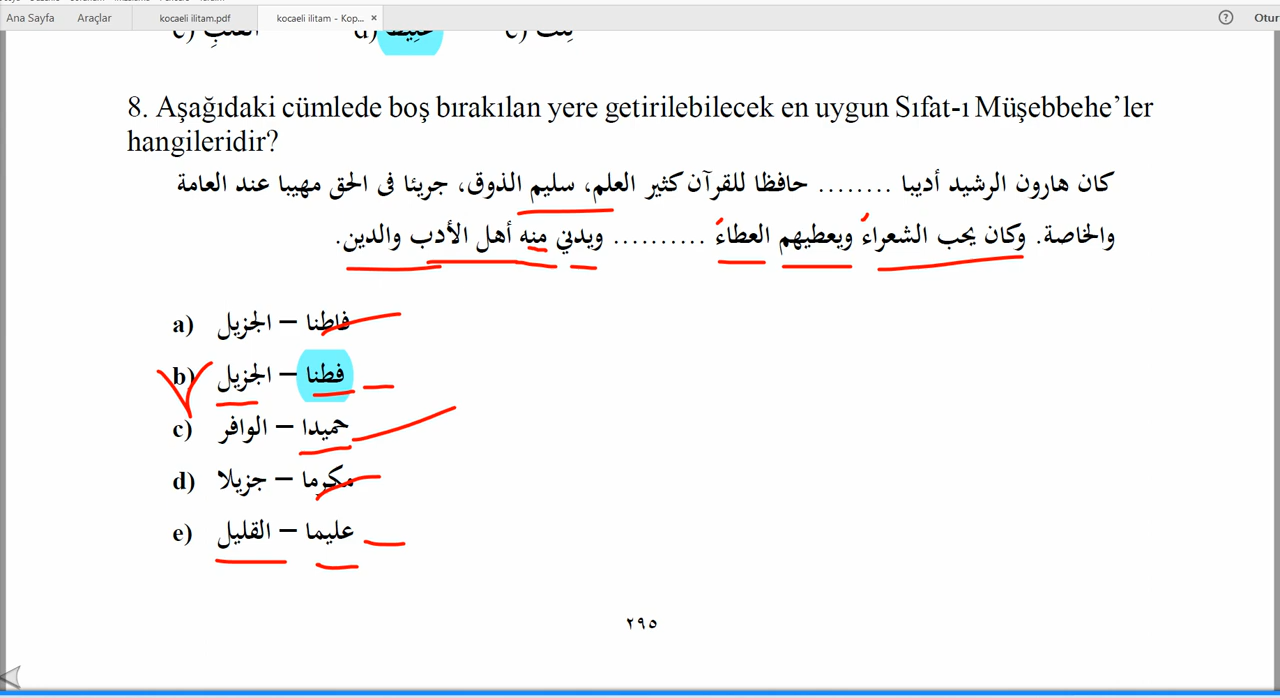 Ana Sayfa Araçlar kocaeli ilitam.pdf kocaeli ilitam - Kop... × ? Otur
8. Aşağıdaki cümlede boş bırakılan yere getirilebilecek en uygun Sıfat-ı Müşebbehe’ler
hangileridir?
كان هارون الرشيد أديبا ........ حافظا للقرآن كثير العلم، سليم الذوق، جريئا فى الحق مهيبا عند العامة
والخاصة. وكان يحب الشعراء ويعطيهم العطاء .......... ويدني منه أهل الأدب والدين.
a) فاطنا – الجزيل
b) فطنا – الجزيل
c) حميدا – الوافر
d) مكرما – جزيلا
e) عليما – القليل
٢٩٥